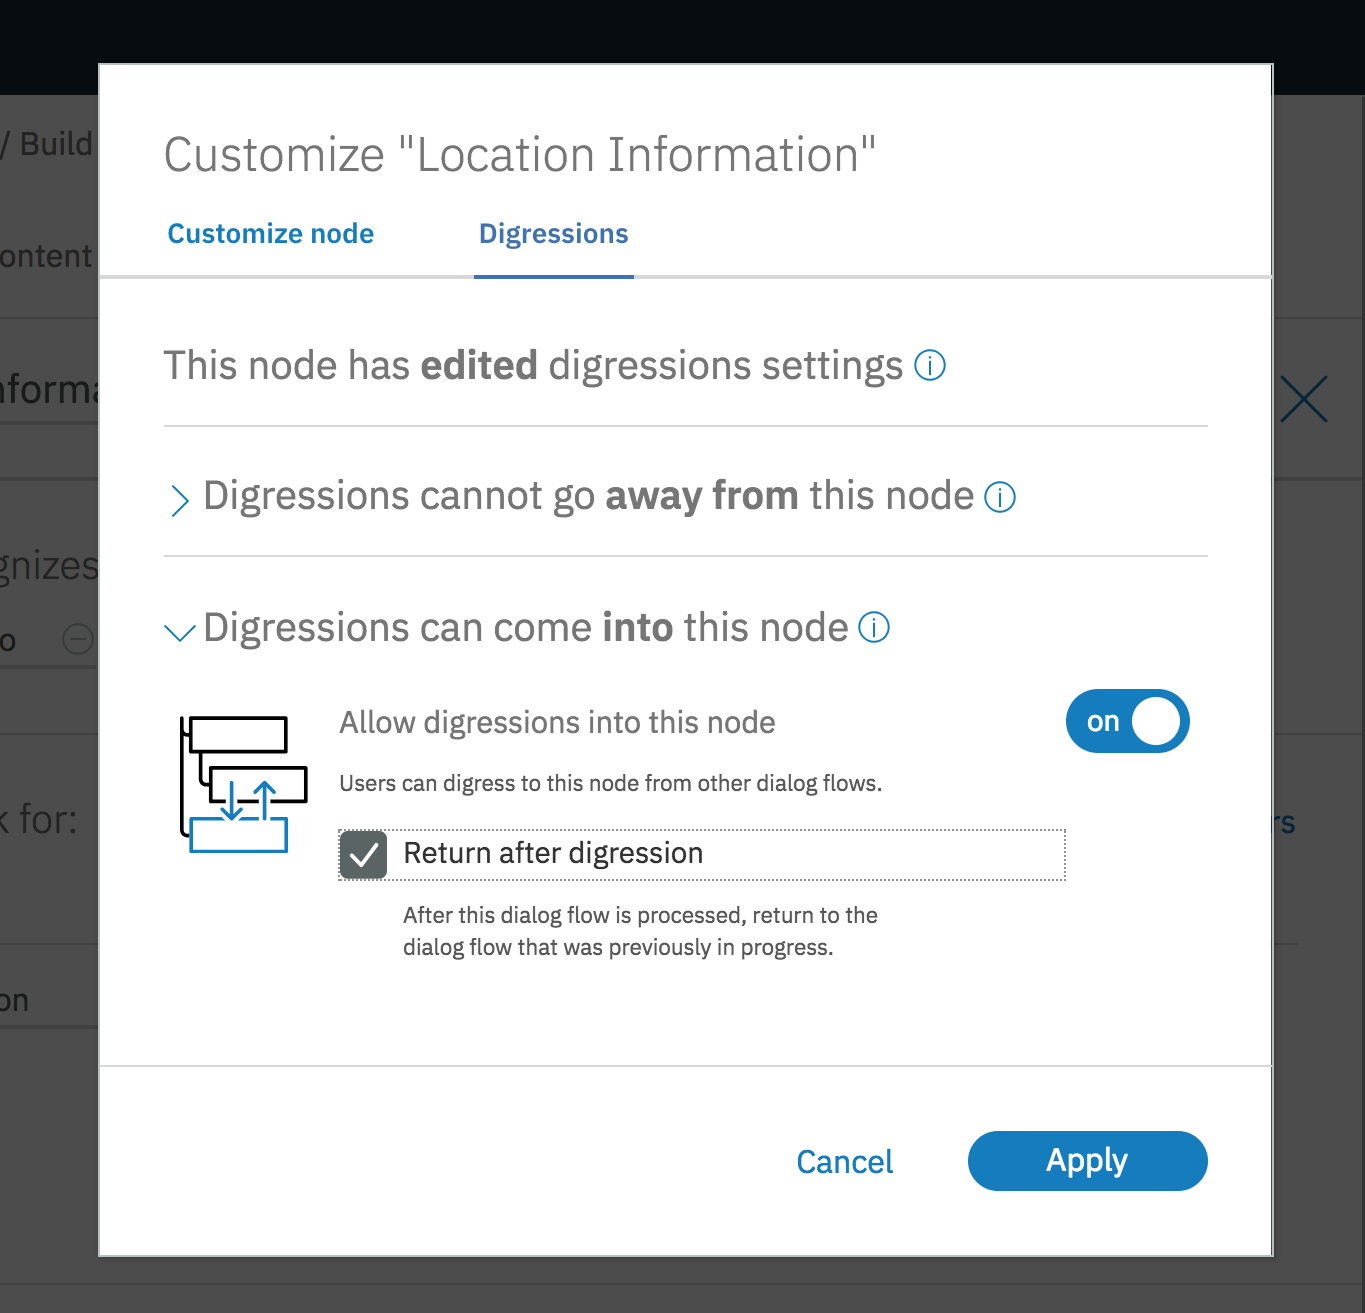 / Build
Customize "Location Information"
Customize node
Digressions
ontent
This node has edited digressions settings
nforma
Digressions cannot go away from this node
gnizes
Digressions can come into this node
o
Allow digressions into this node
on
Users can digress to this node from other dialog flows.
k for:
rs
Return after digression
After this dialog flow is processed, return to the
dialog flow that was previously in progress.
on
Cancel
Apply